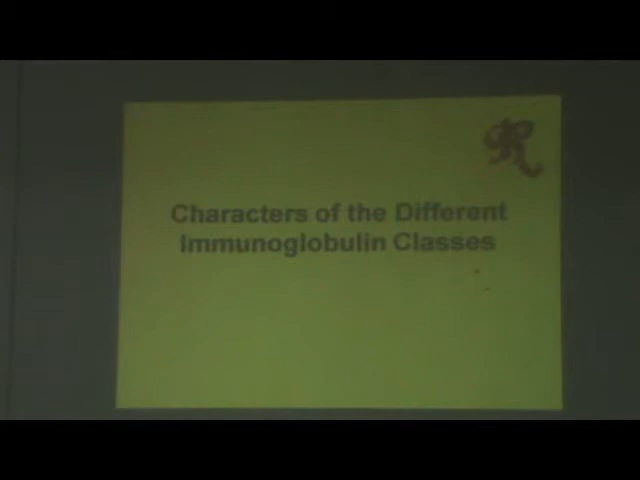 R
Characters of the Different
Immunoglobulin Classes